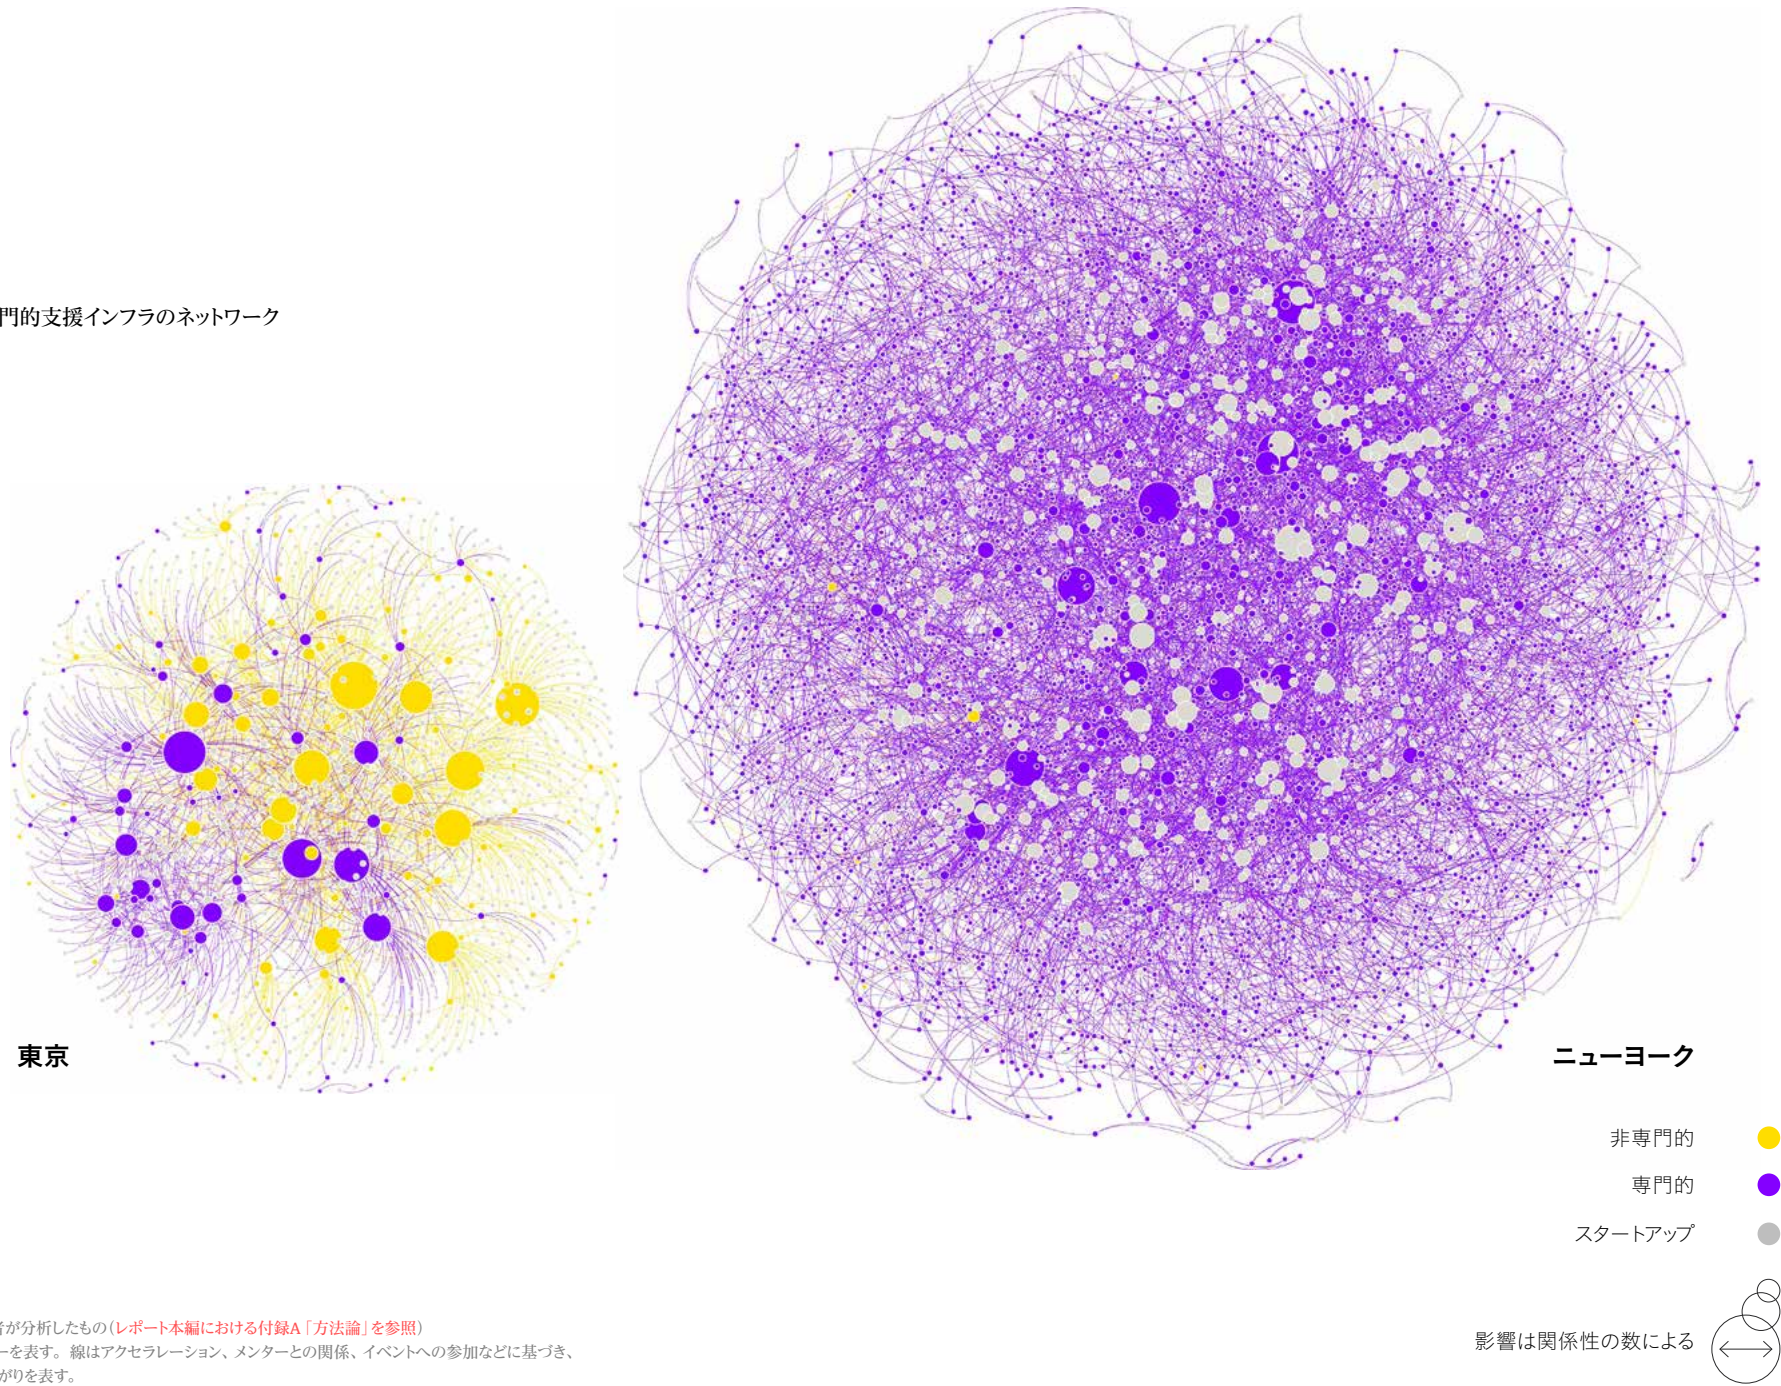 門的支援インフラのネットワーク
東京
ニューヨーク
非専門的
専門的
スタートアップ
影響は関係性の数による
が分析したもの（レポート本編における付録A「方法論」を参照）
ーを表す。線はアクセラレーション、メンターとの関係、イベントへの参加などに基づき、
がりを表す。